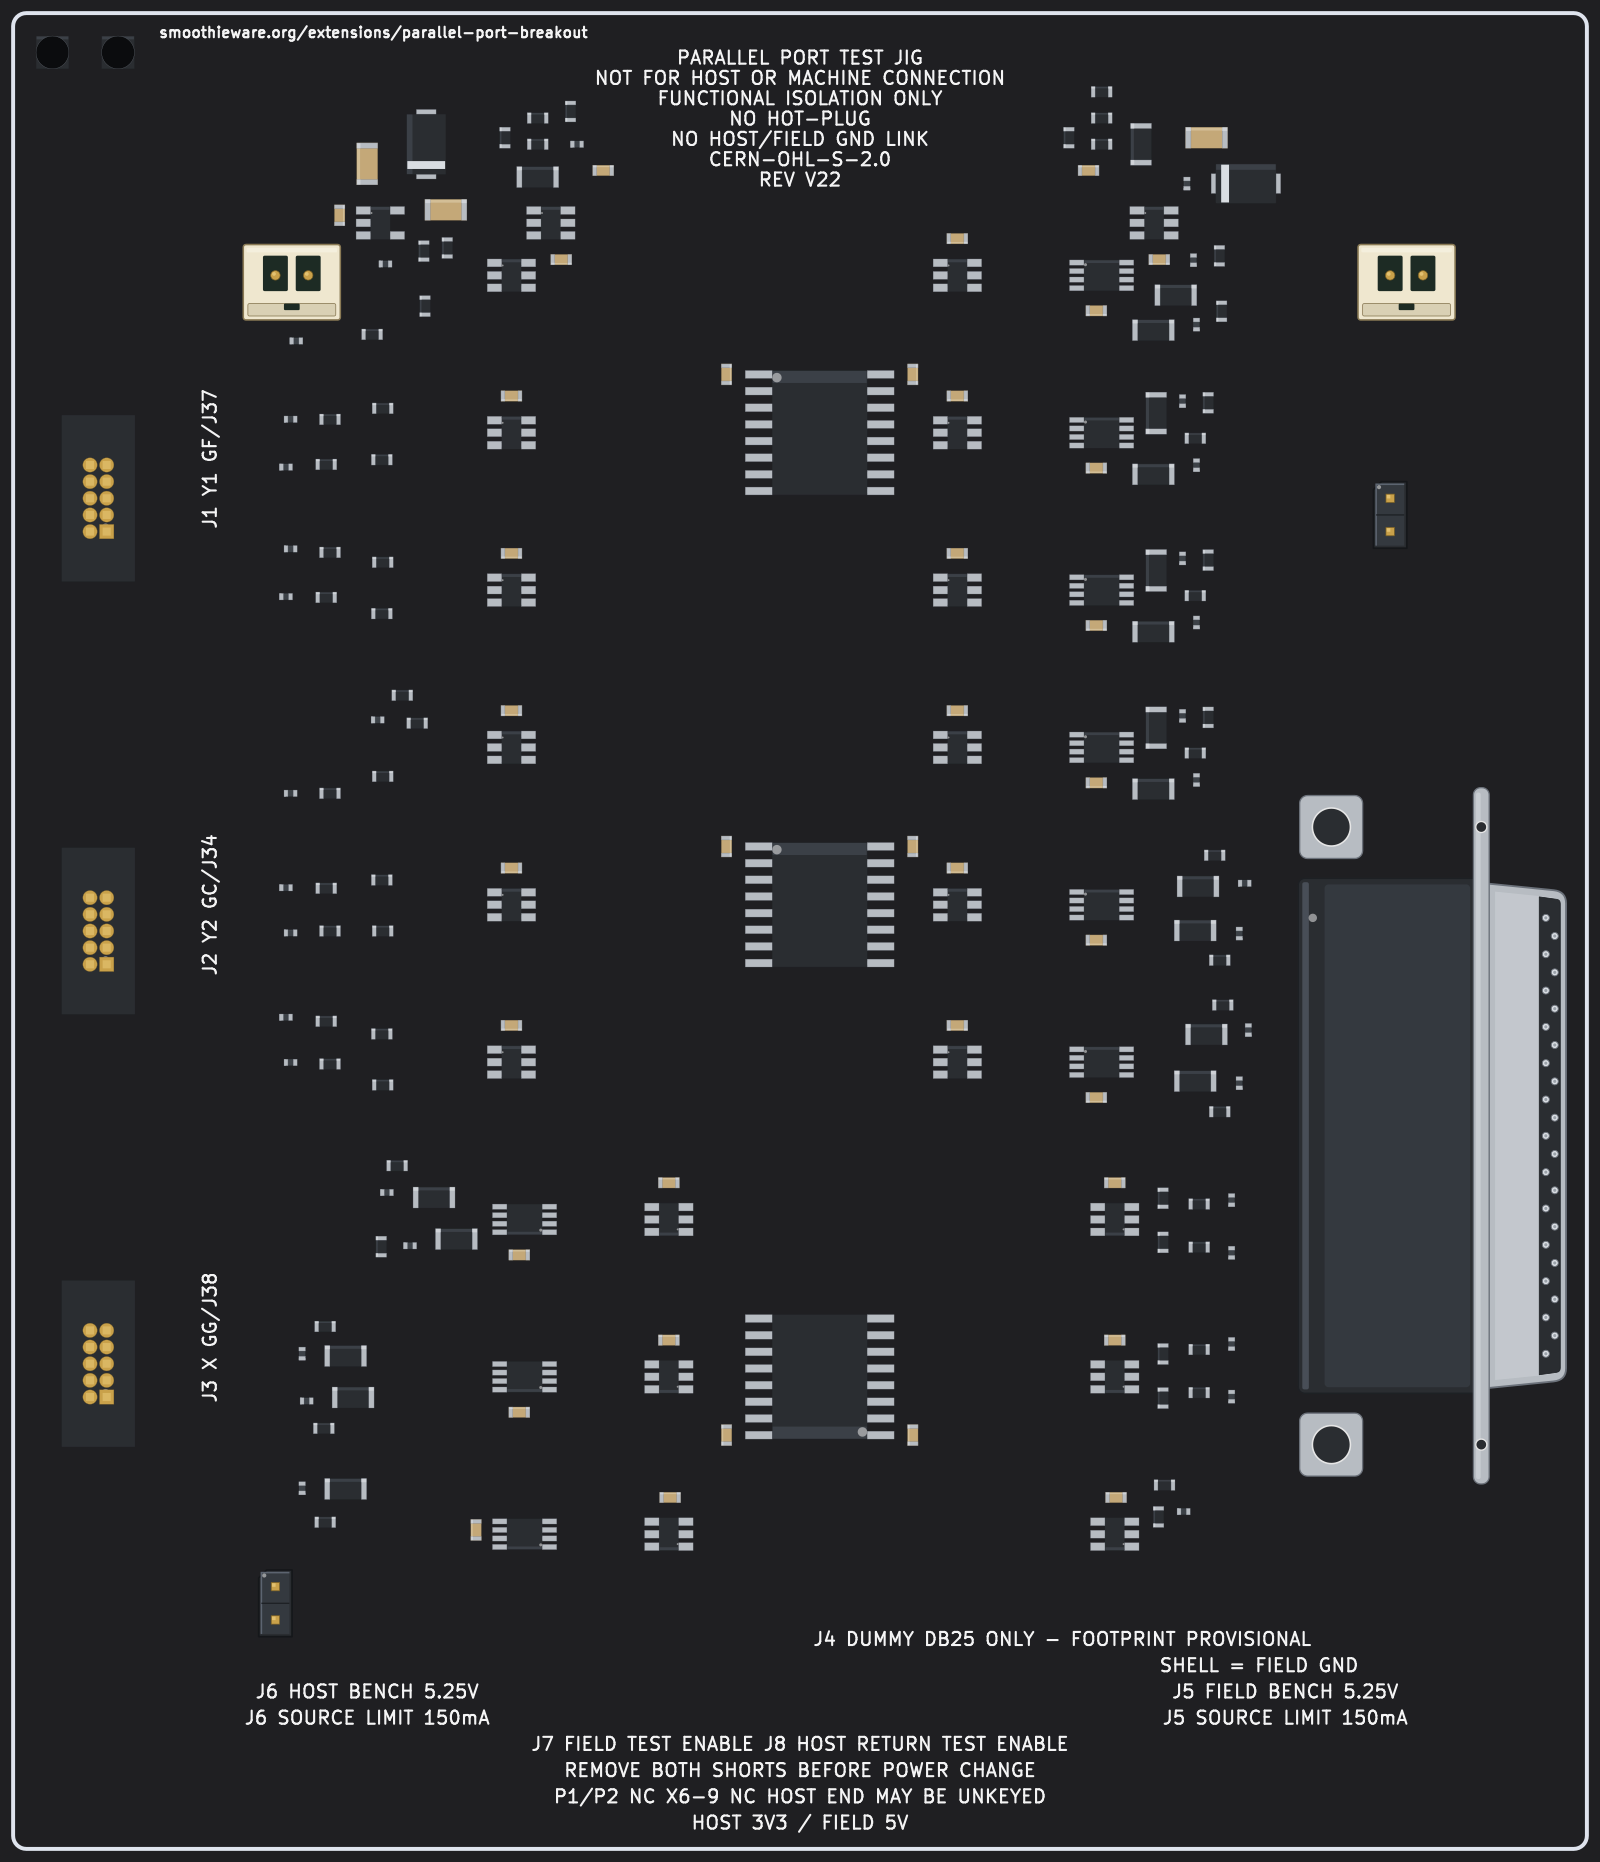 smoothieware.org/extensions/parallel-port-breakout
PARALLEL PORT TEST JIG
NOT FOR HOST OR MACHINE CONNECTION
FUNCTIONAL ISOLATION ONLY
NO HOT-PLUG
NO HOST/FIELD GND LINK
CERN-OHL-S-2.0
REV V22
J1 Y1 GF/J37
J2 Y2 GC/J34
J3 X GG/J38
J4 DUMMY DB25 ONLY - FOOTPRINT PROVISIONAL
SHELL = FIELD GND
J6 HOST BENCH 5.25V
J5 FIELD BENCH 5.25V
J6 SOURCE LIMIT 150mA
J5 SOURCE LIMIT 150mA
J7 FIELD TEST ENABLE J8 HOST RETURN TEST ENABLE
REMOVE BOTH SHORTS BEFORE POWER CHANGE
P1/P2 NC X6-9 NC HOST END MAY BE UNKEYED
HOST 3V3 / FIELD 5V